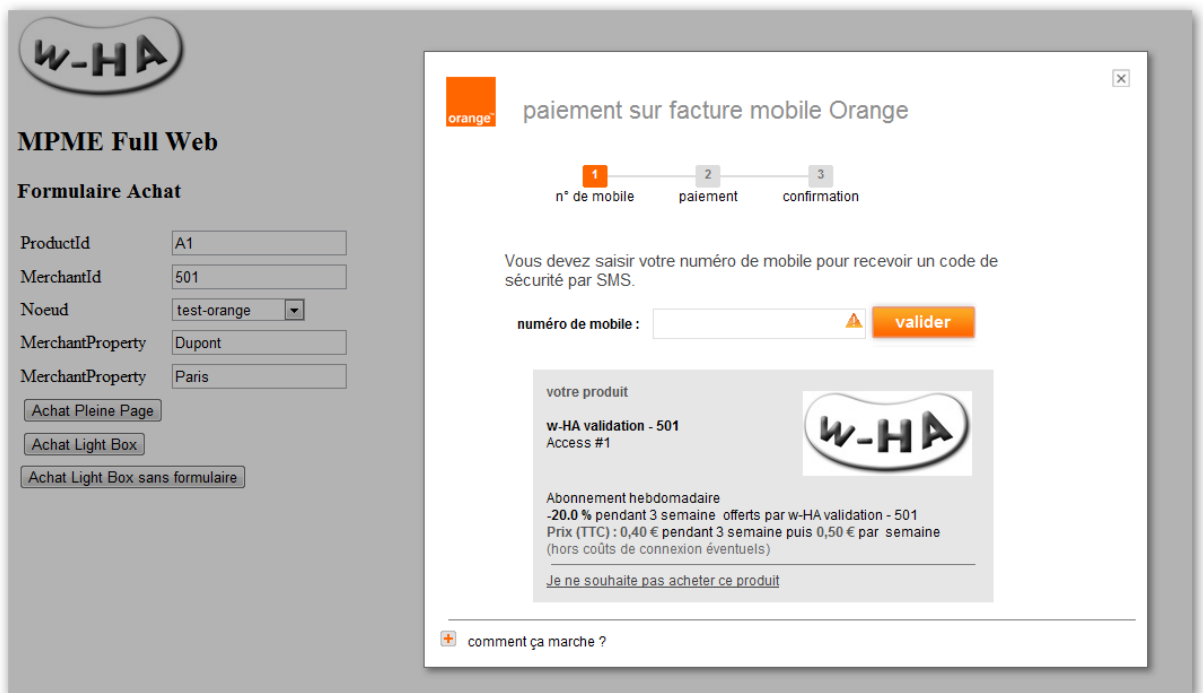 w-HA
MPME Full Web
Formulaire Achat
ProductId A1
MerchantId 501
Noeud test-orange
MerchantProperty Dupont
MerchantProperty Paris
Achat Pleine Page
Achat Light Box
Achat Light Box sans formulaire
orange™
paiement sur facture mobile Orange
1 2 3
n° de mobile paiement confirmation
Vous devez saisir votre numéro de mobile pour recevoir un code de
sécurité par SMS.
numéro de mobile : valider
votre produit
w-HA validation - 501
Access #1
w-HA
Abonnement hebdomadaire
-20.0 % pendant 3 semaine offerts par w-HA validation - 501
Prix (TTC) : 0,40 € pendant 3 semaine puis 0,50 € par semaine
(hors coûts de connexion éventuels)
Je ne souhaite pas acheter ce produit
comment ça marche ?